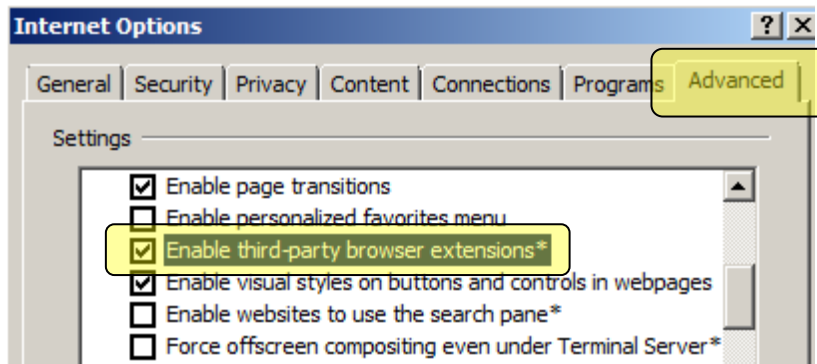 Internet Options
General Security Privacy Content Connections Programs Advanced
Settings
Enable page transitions
Enable personalized favorites menu
Enable third-party browser extensions*
Enable visual styles on buttons and controls in webpages
Enable websites to use the search pane*
Force offscreen compositing even under Terminal Server*